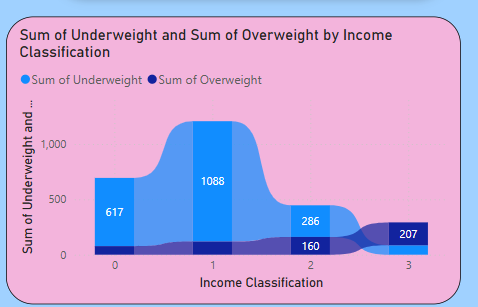 Sum of Underweight and Sum of Overweight by Income
Classification
Sum of Underweight Sum of Overweight
Sum of Underweight and ...
1,000
500
0
617
1088
286
160
207
0 1 2 3
Income Classification